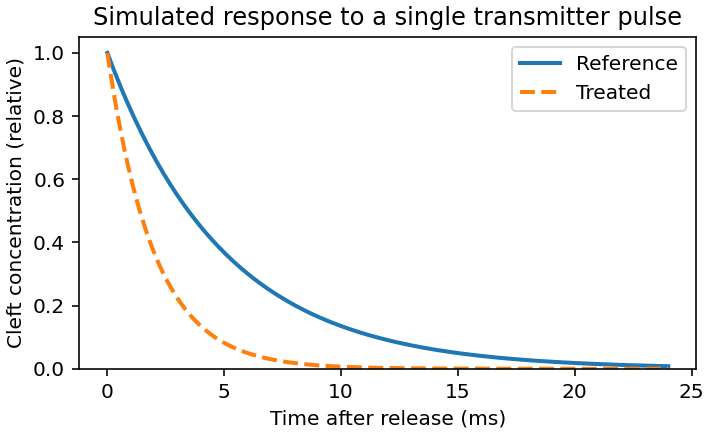 Simulated response to a single transmitter pulse
Cleft concentration (relative)
1.0
0.8
0.6
0.4
0.2
0.0
Reference
Treated
0 5 10 15 20 25
Time after release (ms)